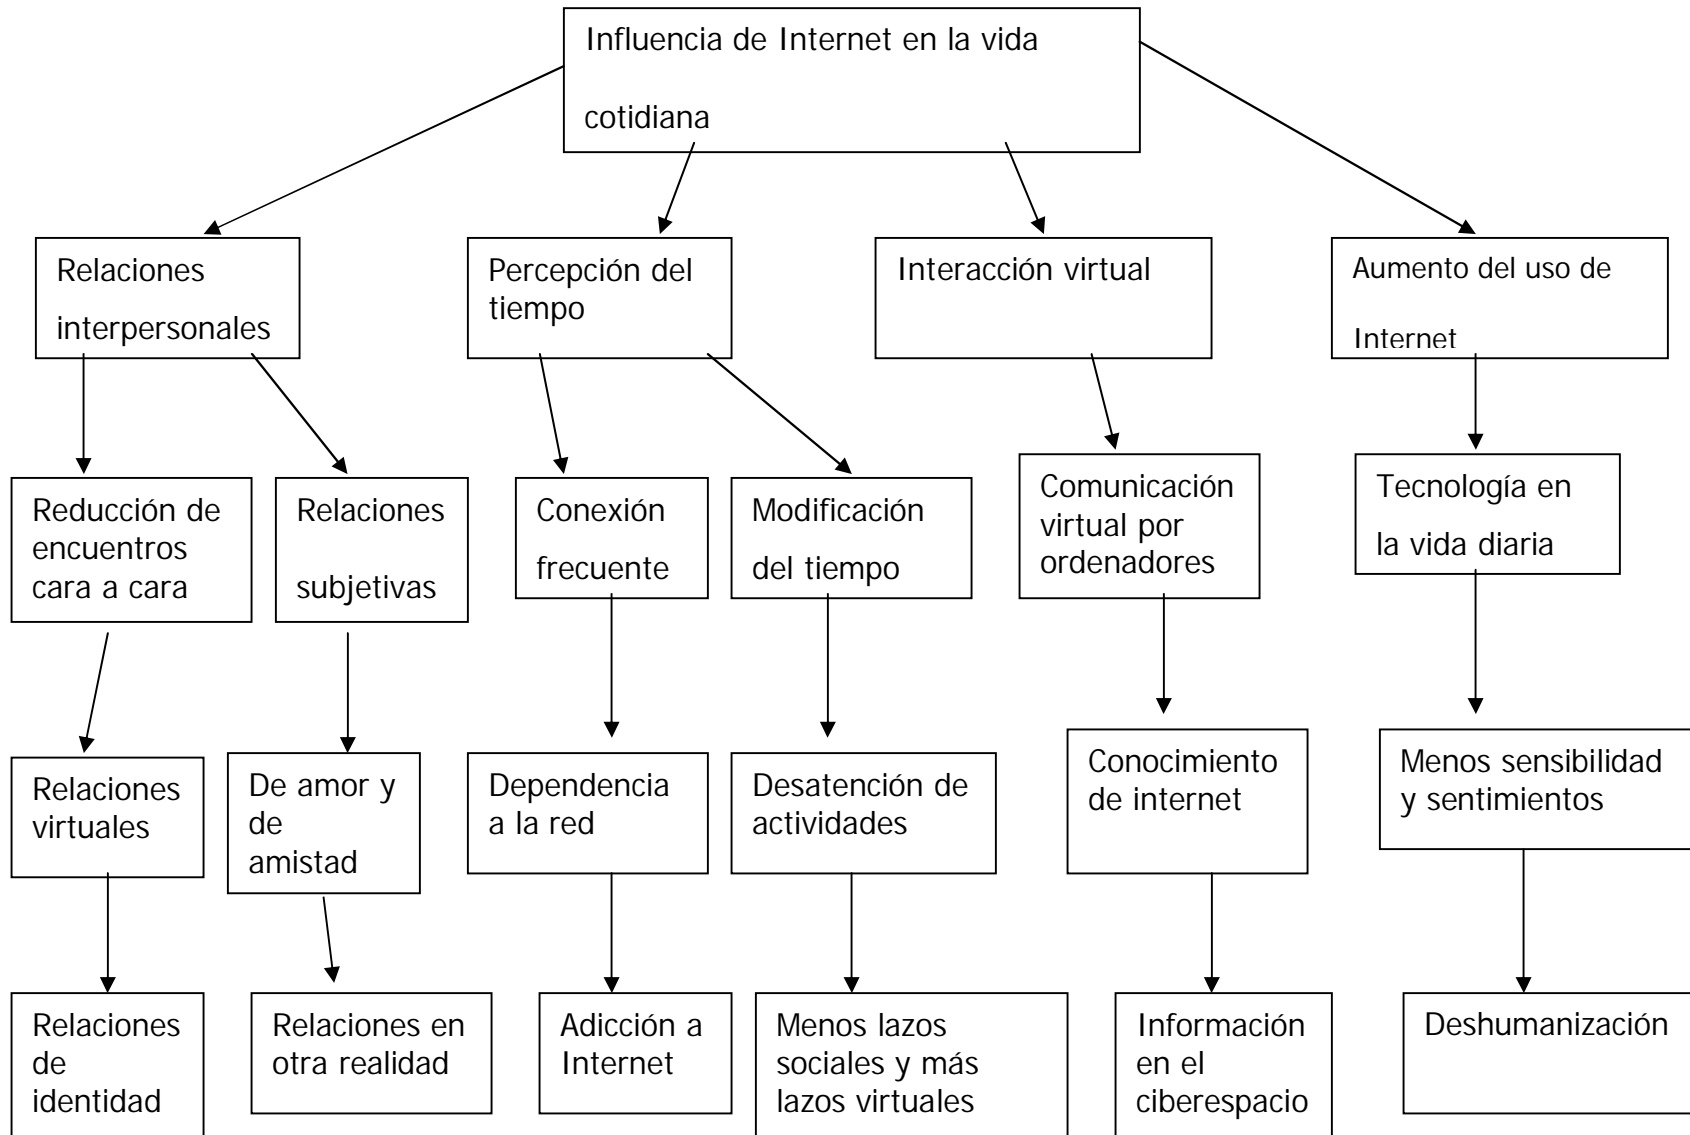 Influencia de Internet en la vida
cotidiana
Relaciones
interpersonales
Percepción del
tiempo
Interacción virtual
Aumento del uso de
Internet
Reducción de
encuentros
cara a cara
Relaciones
subjetivas
Conexión
frecuente
Modificación
del tiempo
Comunicación
virtual por
ordenadores
Tecnología en
la vida diaria
Relaciones
virtuales
De amor y
de
amistad
Dependencia
a la red
Desatención de
actividades
Conocimiento
de internet
Menos sensibilidad
y sentimientos
Relaciones
de
identidad
Relaciones en
otra realidad
Adicción a
Internet
Menos lazos
sociales y más
lazos virtuales
Información
en el
ciberespacio
Deshumanización